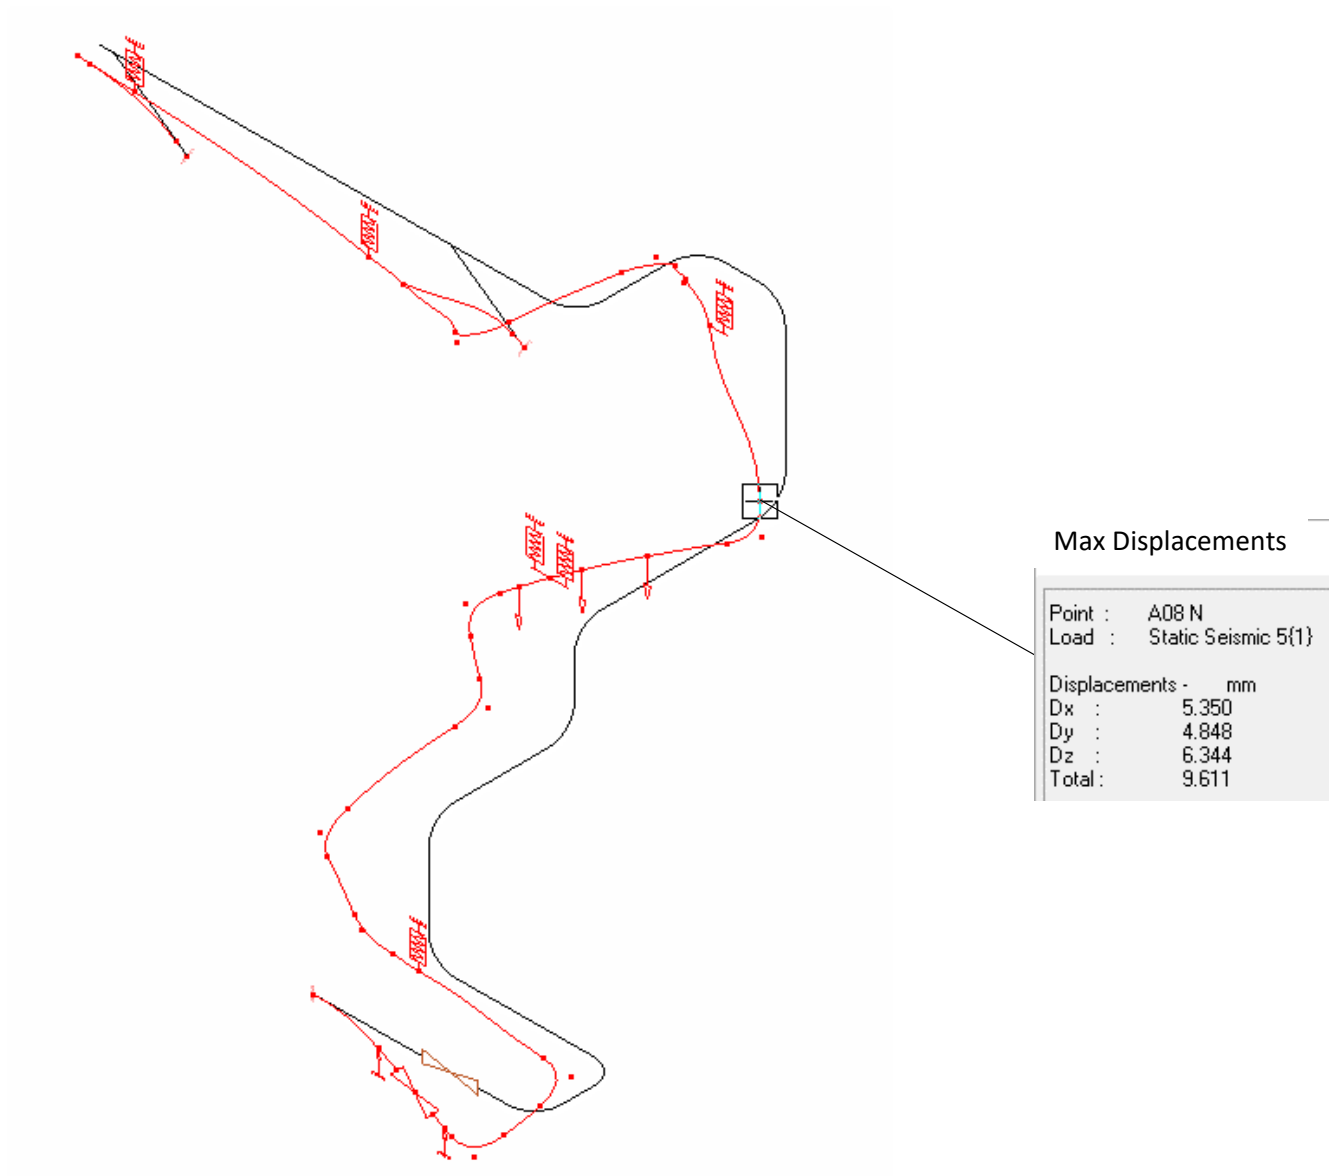 Max Displacements
Point : A08 N
Load : Static Seismic 5{1}
Displacements - mm
Dx : 5.350
Dy : 4.848
Dz : 6.344
Total : 9.611